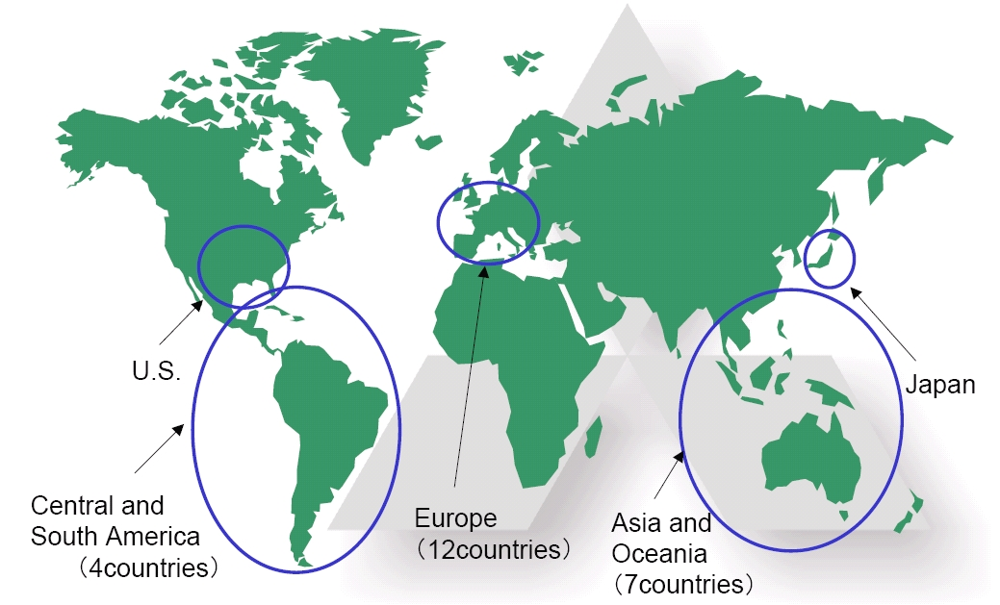 U.S.
Japan
Central and
South America
（4countries）
Europe
（12countries）
Asia and
Oceania
（7countries）